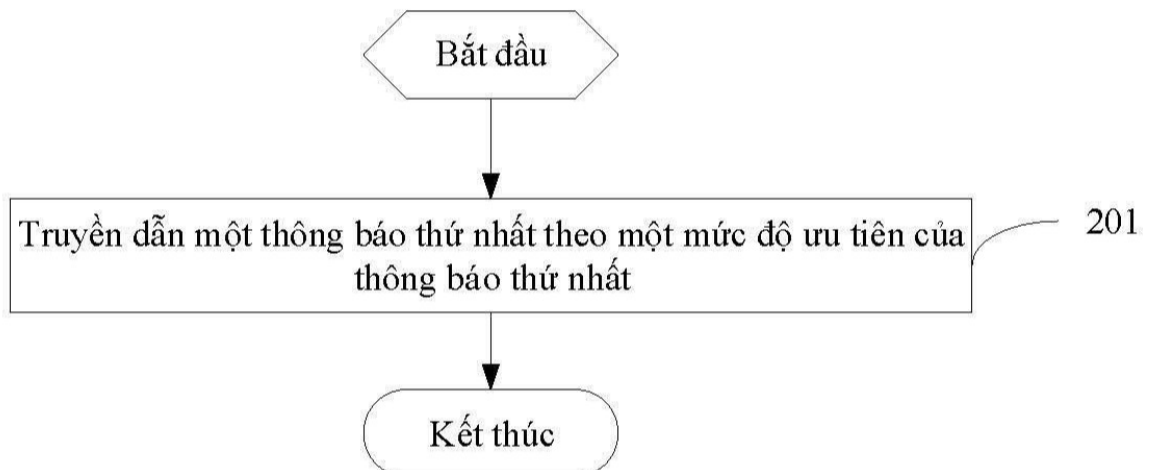 Bắt đầu
Truyền dẫn một thông báo thứ nhất theo một mức độ ưu tiên của
thông báo thứ nhất
201
Kết thúc